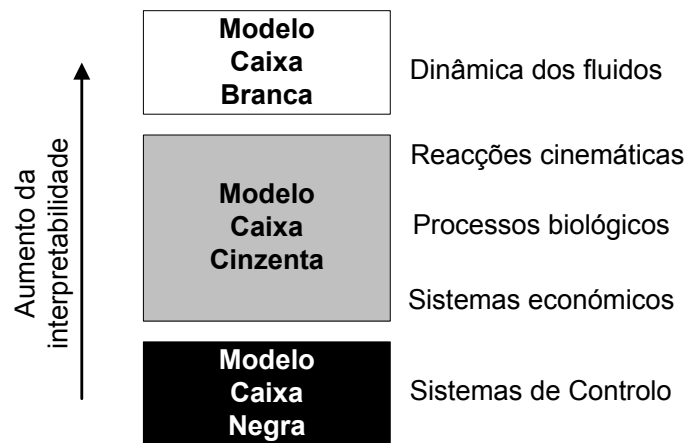 Aumento da
interpretabilidade
Modelo
Caixa
Branca
Dinâmica dos fluidos
Modelo
Caixa
Cinzenta
Reacções cinemáticas
Processos biológicos
Sistemas económicos
Modelo
Caixa
Negra
Sistemas de Controlo